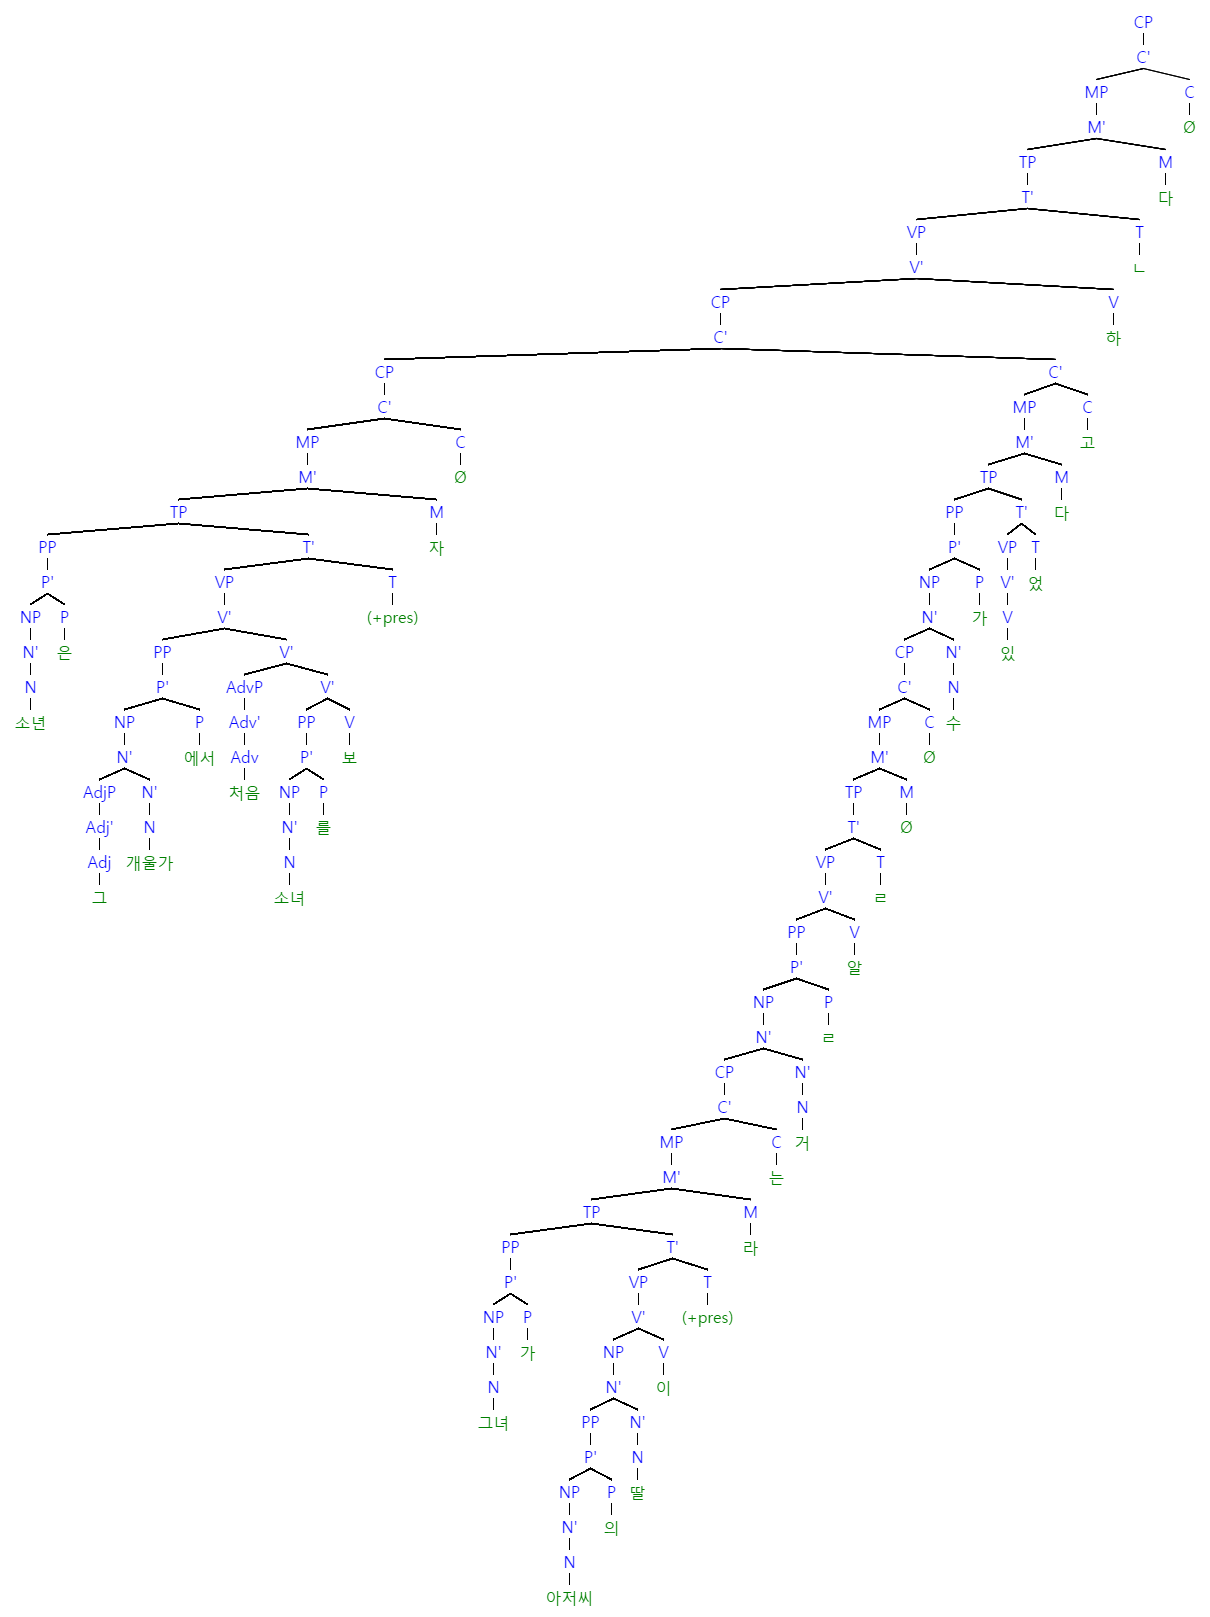 CP
C'
MP C
M' Ø
TP M
T' 다
VP T
V' ㄴ
CP V
C' 하
CP C'
C' MP C
MP C M' 고
M' Ø TP M
TP M PP T' 다
PP T' 자 P' VP T
P' VP T NP P V' 었
NP P V' (+pres) N' 가 V
N' 은 PP V' CP N' 있
N P' AdvP V' C' N
소년 NP P Adv' PP V MP C 수
N' 에서 Adv P' 보 M' Ø
AdjP N' 처음 NP P TP M
Adj' N N' 를 T' Ø
Adj 개울가 N VP T
그 소녀 V' ㄹ
PP V
P' 알
NP P
N' ㄹ
CP N'
C' N
MP C 거
M' 는
TP M
PP T' 라
P' VP T
NP P V' (+pres)
N' 가 NP V
N N' 이
그녀 PP N'
P' N
NP P 딸
N' 의
N
아저씨